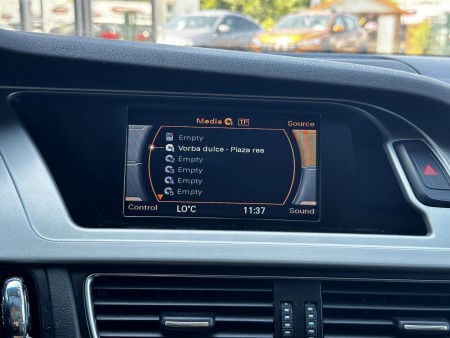 Media TP Source
Empty
Vorba dulce - Plaza rea
Empty
Empty
Empty
Empty
Control LO°C 11:37 Sound